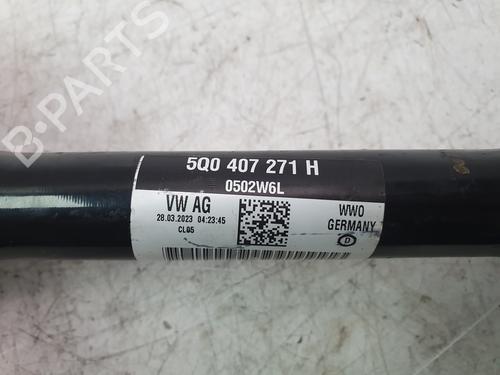 5Q0 407 271 H
0502W6L
VW AG
28.03.2023 04:23:45
CL05
WWO
GERMANY
D
B-PARTS